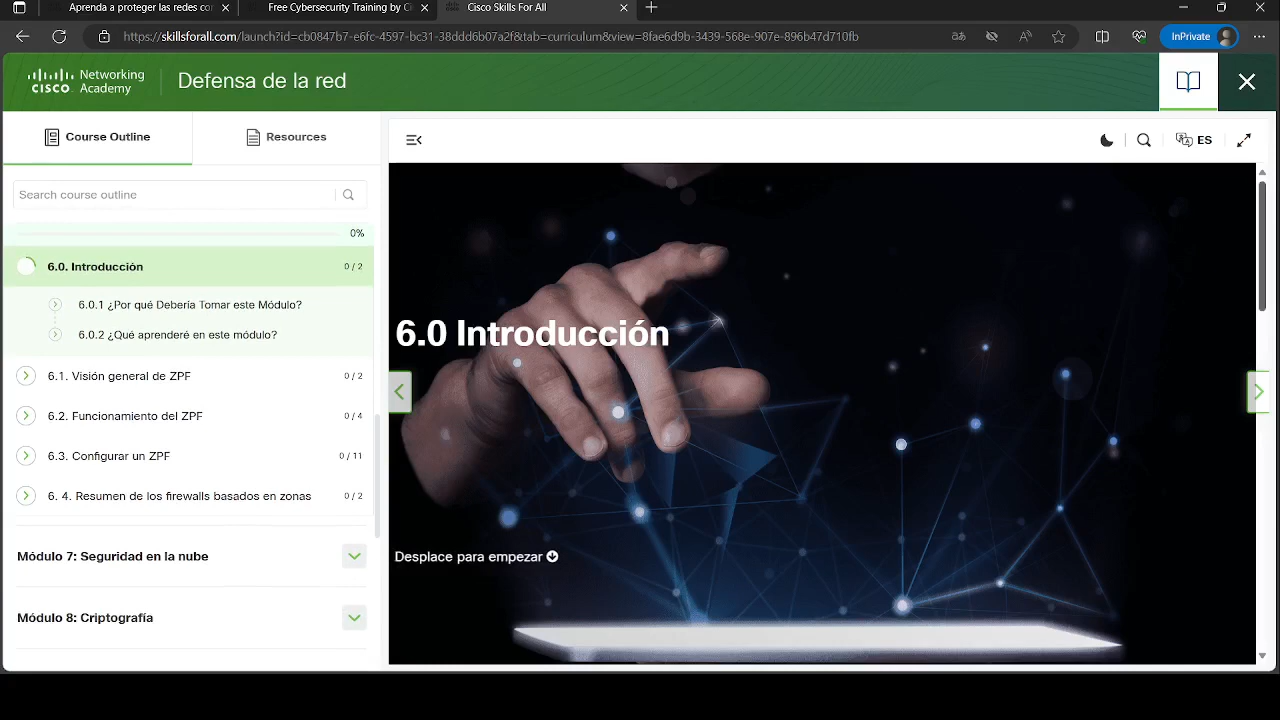 Aprenda a proteger las redes cor
Free Cybersecurity Training by Ci
Cisco Skills For All
https://skillsforall.com/launch?id=cb0847b7-e6fc-4597-bc31-38ddd6b07a2f&tab=curriculum&view=8fae6d9b-3439-568e-907e-896b47d710fb
InPrivate
CISCO Networking Academy
Defensa de la red
Course Outline
Resources
ES
Search course outline
0%
6.0. Introducción 0 / 2
6.0.1 ¿Por qué Debería Tomar este Módulo?
6.0.2 ¿Qué aprenderé en este módulo?
6.1. Visión general de ZPF 0 / 2
6.2. Funcionamiento del ZPF 0 / 4
6.3. Configurar un ZPF 0 / 11
6. 4. Resumen de los firewalls basados en zonas 0 / 2
Módulo 7: Seguridad en la nube
Módulo 8: Criptografía
6.0 Introducción
Desplace para empezar